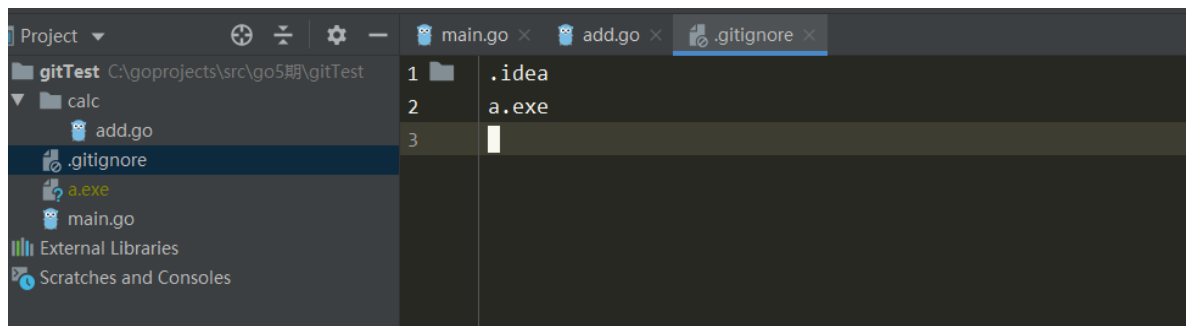 Project
main.go
add.go
.gitignore
gitTest C:\goprojects\src\go5期\gitTest
calc
add.go
.gitignore
a.exe
main.go
External Libraries
Scratches and Consoles
1 .idea
2 a.exe
3